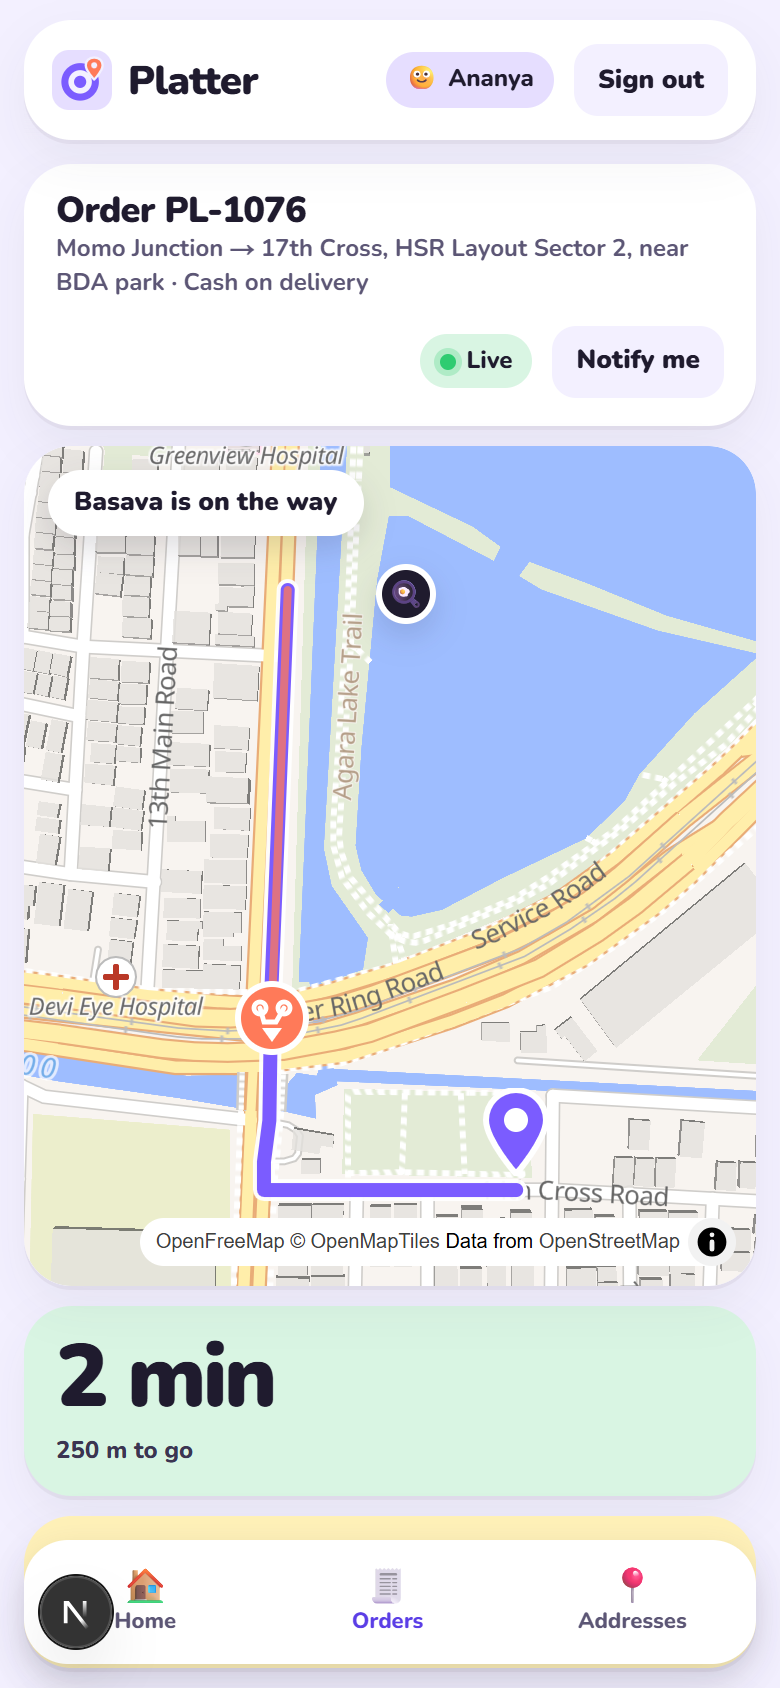 Platter
Ananya
Sign out
Order PL-1076
Momo Junction → 17th Cross, HSR Layout Sector 2, near
BDA park · Cash on delivery
Live
Notify me
Greenview Hospital
Basava is on the way
Agara Lake Trail
13th Main Road
Service Road
Devi Eye Hospital
Ring Road
Cross Road
OpenFreeMap © OpenMapTiles Data from OpenStreetMap
2 min
250 m to go
N
Home
Orders
Addresses